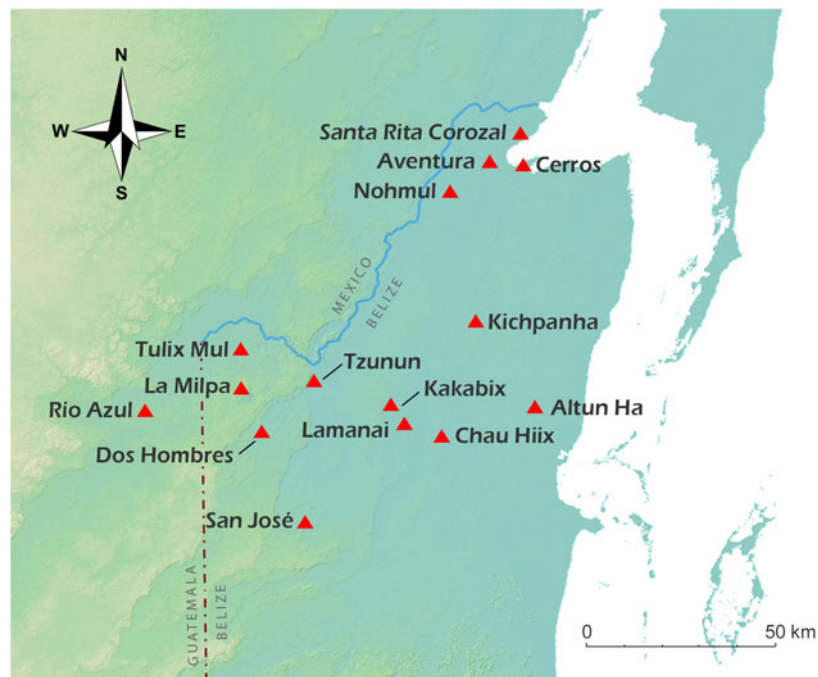 N
W
E
S
Santa Rita Corozal
Aventura
Cerros
Nohmul
MEXICO
BELIZE
Kichpanha
Tulix Mul
Tzunun
La Milpa
Kakabix
Río Azul
Altun Ha
Lamanai
Chau Hiix
Dos Hombres
San José
GUATEMALA
BELIZE
0
50 km